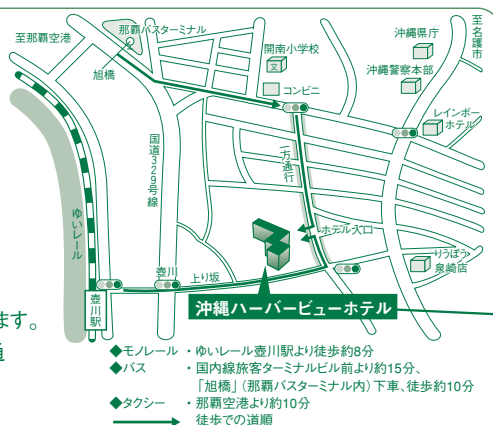 至那覇空港
那覇バスターミナル
旭橋
開南小学校
文
コンビニ
沖縄県庁
沖縄警察本部
至名護市
レインボー
ホテル
国道329号線
一方通行
ゆいレール
ホテル入口
りうぼう
泉崎店
壺川
上り坂
壺川駅
沖縄ハーバービューホテル
ます。
通
◆モノレール ・ゆいレール壺川駅より徒歩約8分
◆バス ・国内線旅客ターミナルビル前より約15分、
「旭橋」(那覇バスターミナル内)下車、徒歩約10分
◆タクシー ・那覇空港より約10分
徒歩での道順